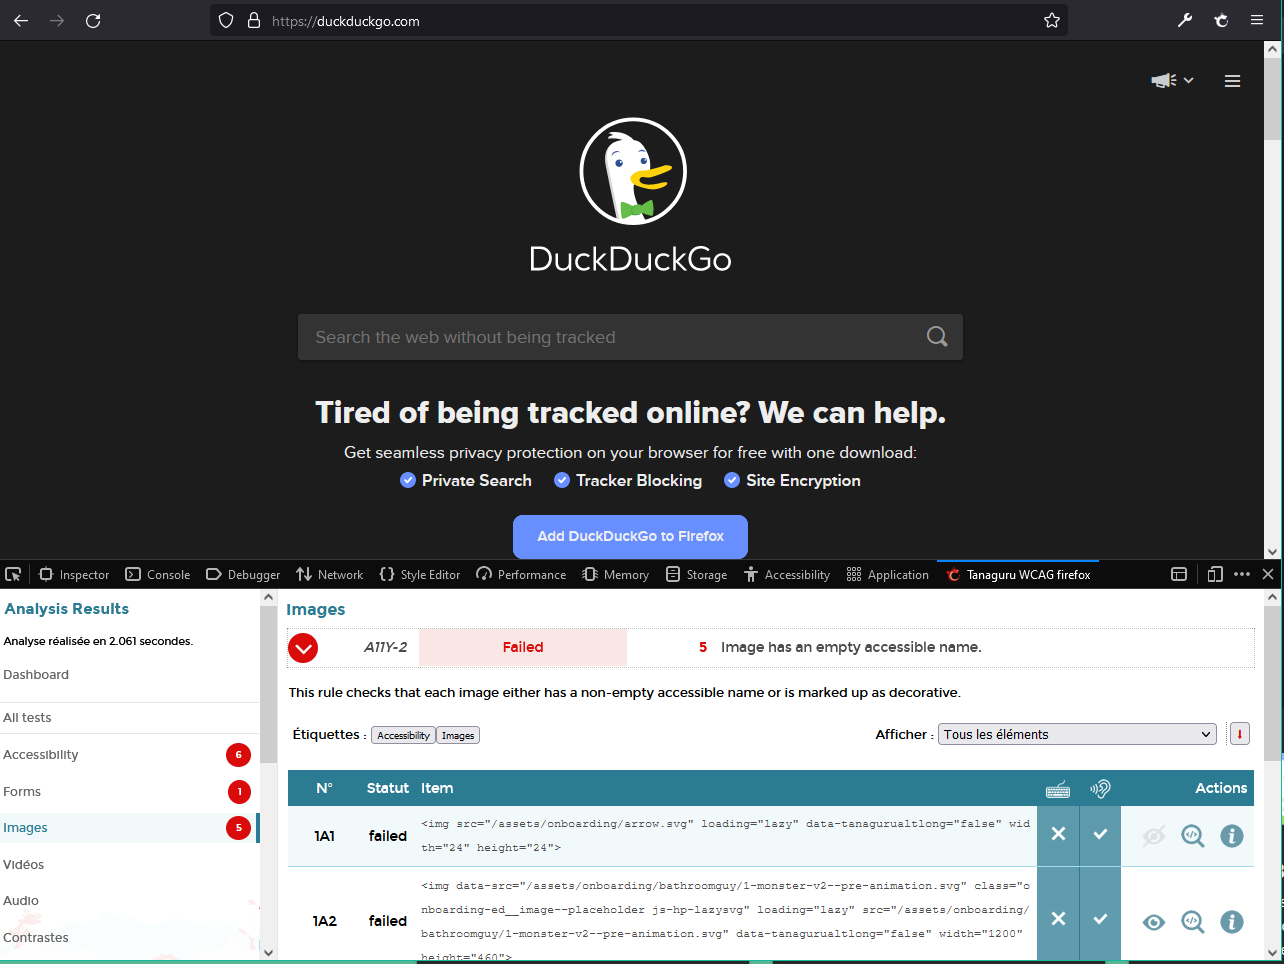 https://duckduckgo.com
DuckDuckGo
Search the web without being tracked
Tired of being tracked online? We can help.
Get seamless privacy protection on your browser for free with one download:
Private Search Tracker Blocking Site Encryption
Add DuckDuckGo to Firefox
Inspector Console Debugger Network Style Editor Performance Memory Storage Accessibility Application Tanaguru WCAG firefox
Analysis Results
Analyse réalisée en 2.061 secondes.
Dashboard
All tests
Accessibility 6
Forms 1
Images 5
Vidéos
Audio
Contrastes
Images
A11Y-2 Failed 5 Image has an empty accessible name.
This rule checks that each image either has a non-empty accessible name or is marked up as decorative.
Étiquettes : Accessibility Images Afficher : Tous les éléments
N° Statut Item Actions
1A1 failed <img src="/assets/onboarding/arrow.svg" loading="lazy" data-tanagurualtlong="false" wid
th="24" height="24">
1A2 failed <img data-src="/assets/onboarding/bathroomguy/1-monster-v2--pre-animation.svg" class="o
nboarding-ed__image--placeholder js-hp-lazysvg" loading="lazy" src="/assets/onboarding/
bathroomguy/1-monster-v2--pre-animation.svg" data-tanagurualtlong="false" width="1200"
height="460">